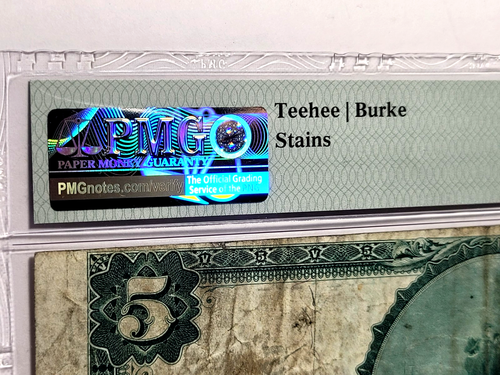 PMG
PAPER MONEY GUARANTY
PMGnotes.com/verify
The Official Grading
Service of the
Teehee | Burke
Stains
5